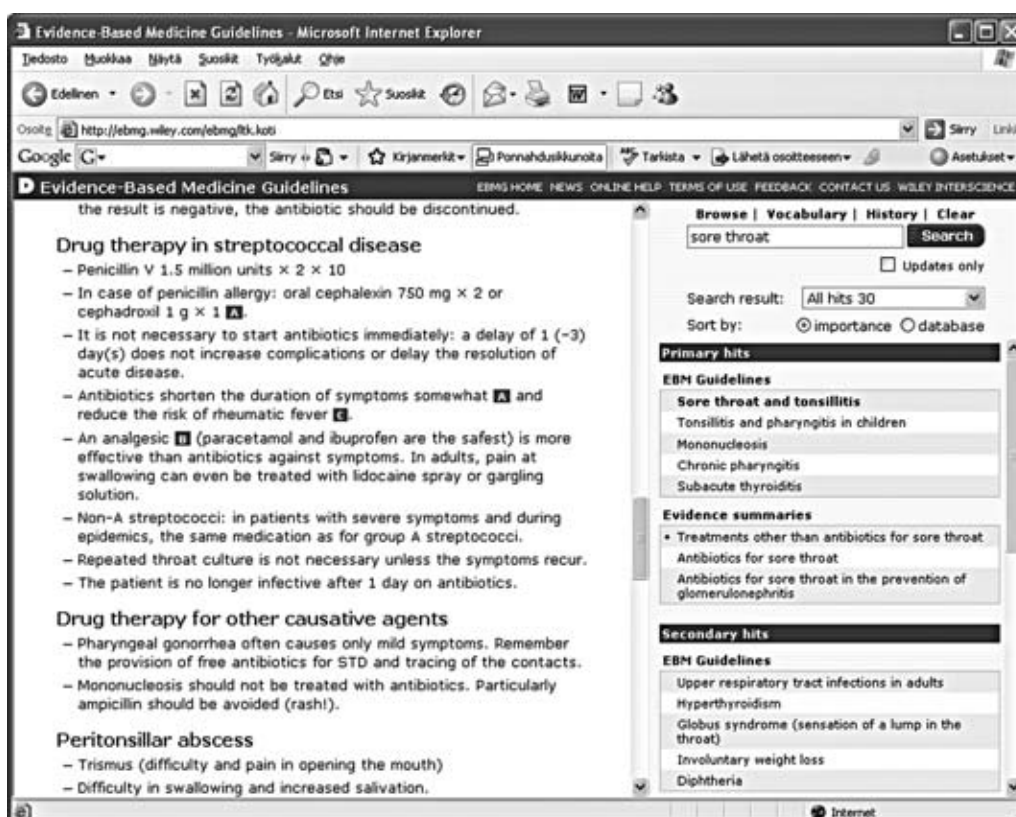 Evidence-Based Medicine Guidelines - Microsoft Internet Explorer
Tiedosto Muokkaa Näytä Suosikit Työkalut Ohje
Edellinen Etsi Suosikit
Osoite http://ebmg.wiley.com/ebmg/ltk.koti Siirry Linkit
Google G Siirry Kirjanmerkit Ponnahdusikkunoita Tarkista Lähetä osoitteeseen Asetukset
D Evidence-Based Medicine Guidelines EBMG HOME NEWS ONLINE HELP TERMS OF USE FEEDBACK CONTACT US WILEY INTERSCIENCE
the result is negative, the antibiotic should be discontinued.
Drug therapy in streptococcal disease
– Penicillin V 1.5 million units × 2 × 10
– In case of penicillin allergy: oral cephalexin 750 mg × 2 or
cephadroxil 1 g × 1 A.
– It is not necessary to start antibiotics immediately: a delay of 1 (–3)
day(s) does not increase complications or delay the resolution of
acute disease.
– Antibiotics shorten the duration of symptoms somewhat A and
reduce the risk of rheumatic fever C.
– An analgesic B (paracetamol and ibuprofen are the safest) is more
effective than antibiotics against symptoms. In adults, pain at
swallowing can even be treated with lidocaine spray or gargling
solution.
– Non-A streptococci: in patients with severe symptoms and during
epidemics, the same medication as for group A streptococci.
– Repeated throat culture is not necessary unless the symptoms recur.
– The patient is no longer infective after 1 day on antibiotics.
Drug therapy for other causative agents
– Pharyngeal gonorrhea often causes only mild symptoms. Remember
the provision of free antibiotics for STD and tracing of the contacts.
– Mononucleosis should not be treated with antibiotics. Particularly
ampicillin should be avoided (rash!).
Peritonsillar abscess
– Trismus (difficulty and pain in opening the mouth)
– Difficulty in swallowing and increased salivation.
Browse | Vocabulary | History | Clear
sore throat Search
Updates only
Search result: All hits 30
Sort by: importance database
Primary hits
EBM Guidelines
Sore throat and tonsillitis
Tonsillitis and pharyngitis in children
Mononucleosis
Chronic pharyngitis
Subacute thyroiditis
Evidence summaries
• Treatments other than antibiotics for sore throat
Antibiotics for sore throat
Antibiotics for sore throat in the prevention of
glomerulonephritis
Secondary hits
EBM Guidelines
Upper respiratory tract infections in adults
Hyperthyroidism
Globus syndrome (sensation of a lump in the
throat)
Involuntary weight loss
Diphtheria
Internet